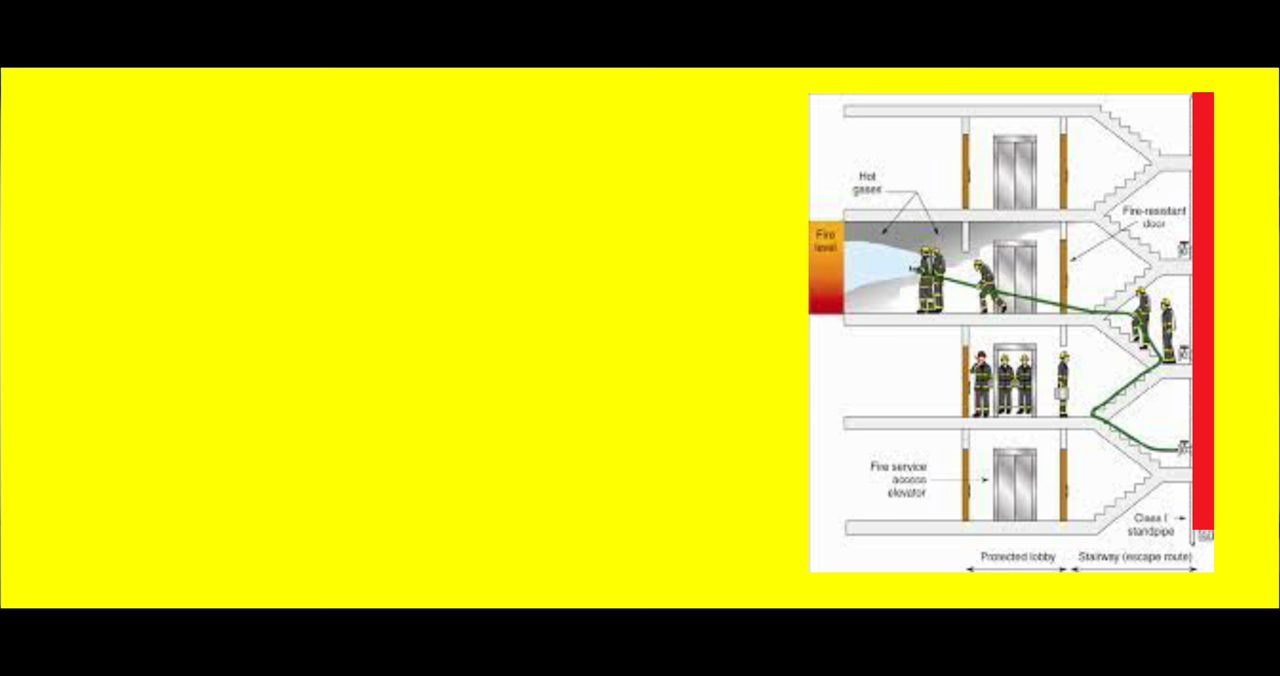 Hot
gases
Fire-resistant
door
Fire
level
Fire service
access
elevator
Class I
standpipe
Protected lobby
Stairway (escape route)